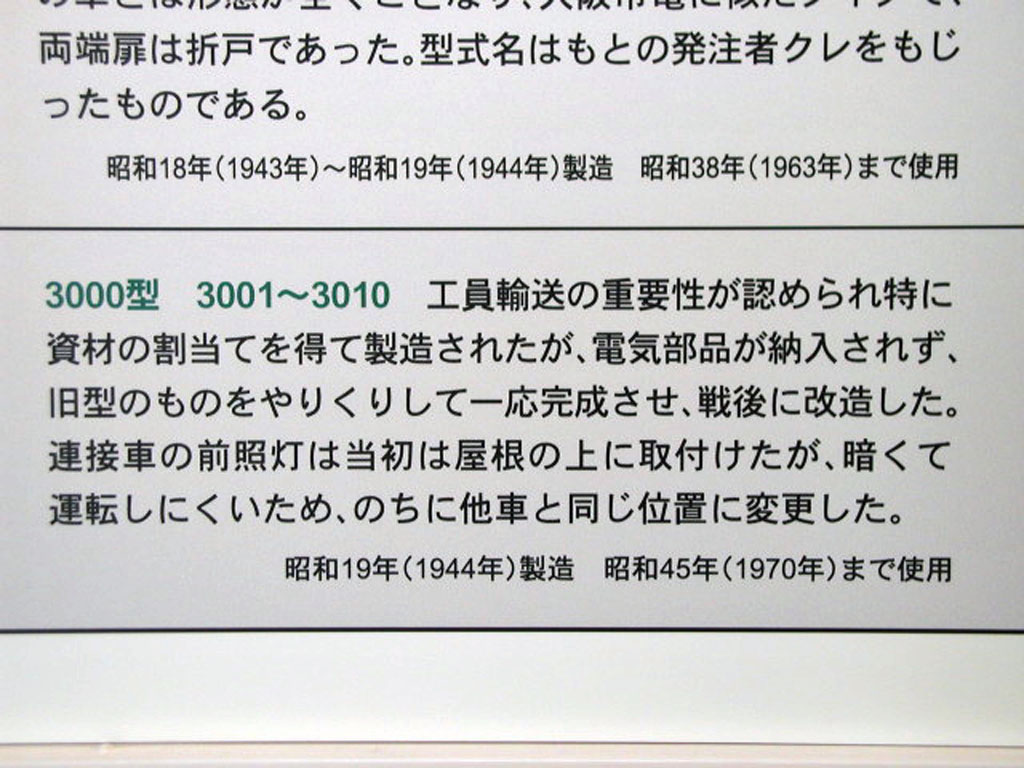 両端扉は折戸であった。型式名はもとの発注者クレをもじ
ったものである。
昭和18年(1943年)～昭和19年(1944年)製造　昭和38年(1963年)まで使用
3000型　3001～3010　工員輸送の重要性が認められ特に
資材の割当てを得て製造されたが、電気部品が納入されず、
旧型のものをやりくりして一応完成させ、戦後に改造した。
連接車の前照灯は当初は屋根の上に取付けたが、暗くて
運転しにくいため、のちに他車と同じ位置に変更した。
昭和19年(1944年)製造　昭和45年(1970年)まで使用